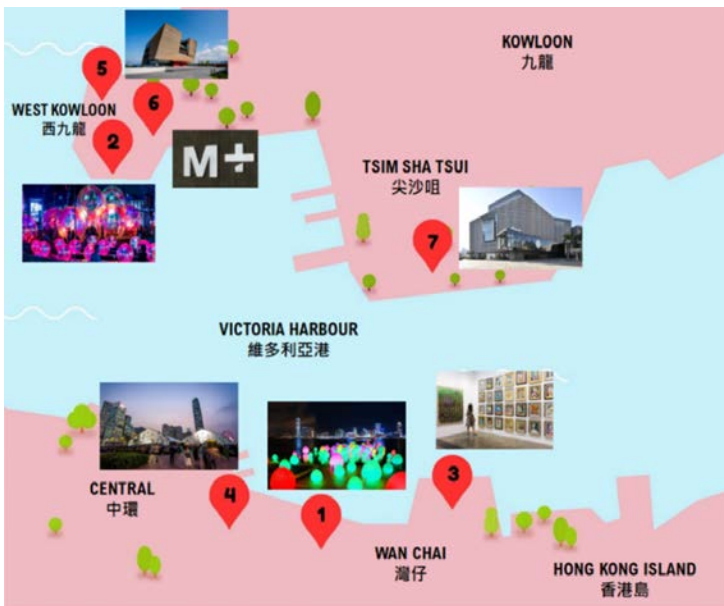 KOWLOON
九龍
5
6
WEST KOWLOON
西九龍
2
M+
TSIM SHA TSUI
尖沙咀
7
VICTORIA HARBOUR
維多利亞港
3
4
1
CENTRAL
中環
WAN CHAI
灣仔
HONG KONG ISLAND
香港島